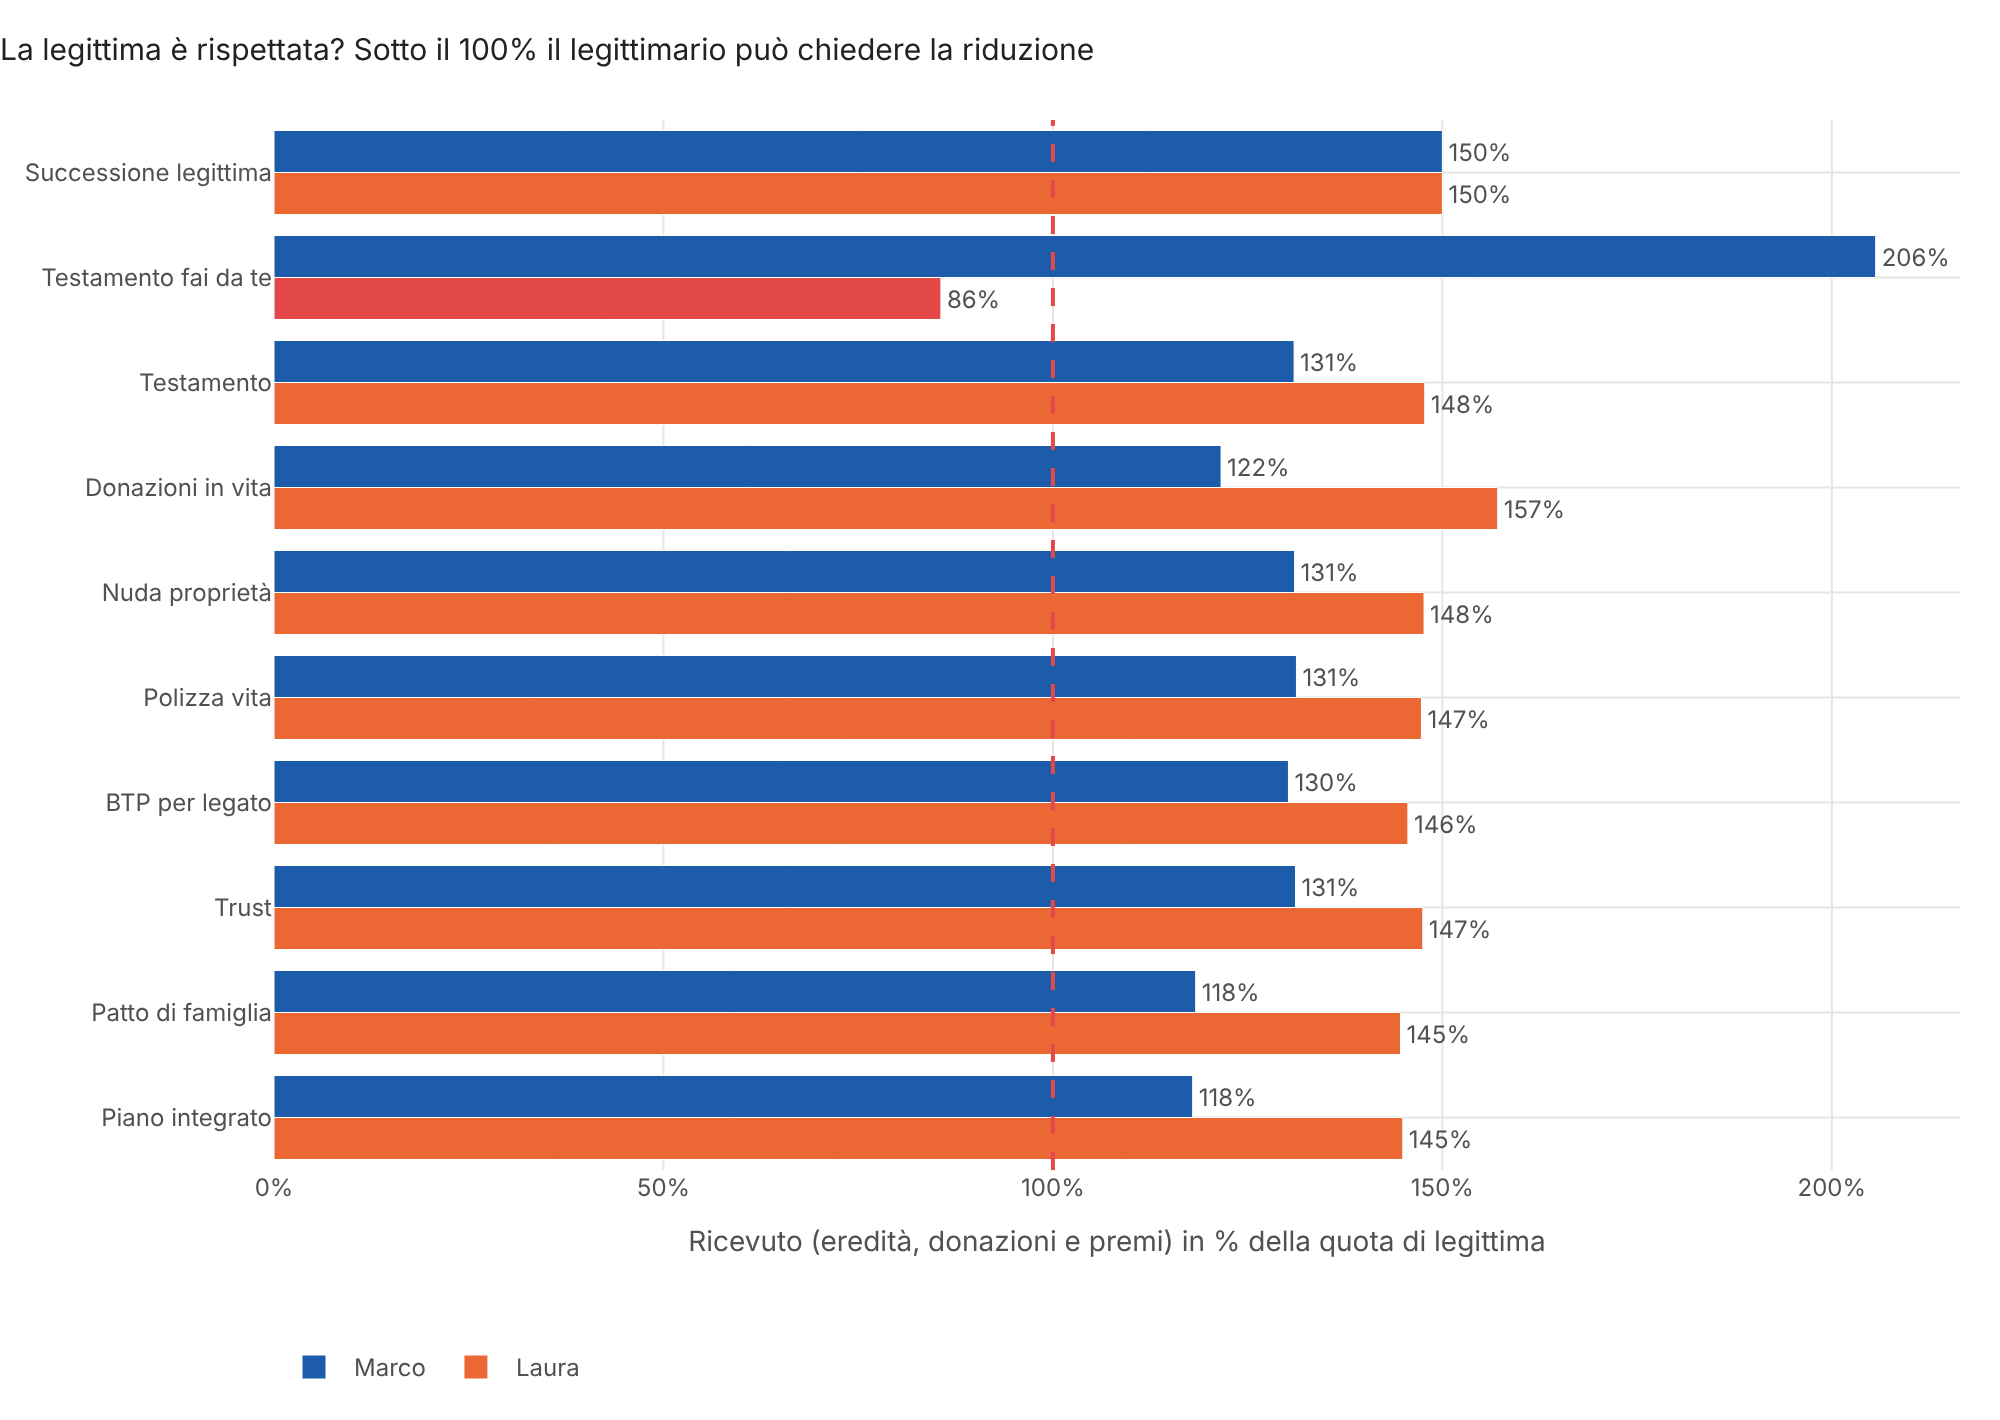 La legittima è rispettata? Sotto il 100% il legittimario può chiedere la riduzione
Successione legittima
150%
150%
Testamento fai da te
206%
86%
Testamento
131%
148%
Donazioni in vita
122%
157%
Nuda proprietà
131%
148%
Polizza vita
131%
147%
BTP per legato
130%
146%
Trust
131%
147%
Patto di famiglia
118%
145%
Piano integrato
118%
145%
0% 50% 100% 150% 200%
Ricevuto (eredità, donazioni e premi) in % della quota di legittima
Marco Laura